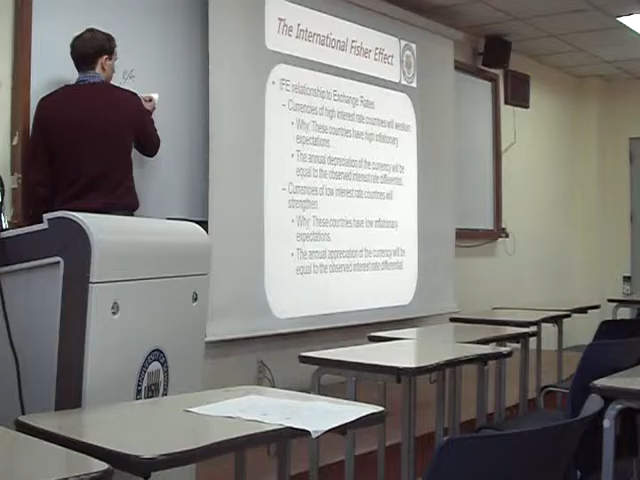 The International Fisher Effect
• IFE relationship to Exchange Rates
– Currencies of high interest rate countries will weaken
• Why: These countries have high inflationary
expectations.
• The annual depreciation of the currency will be
equal to the observed interest rate differential.
– Currencies of low interest rate countries will
strengthen.
• Why: These countries have low inflationary
expectations.
• The annual appreciation of the currency will be
equal to the observed interest rate differential